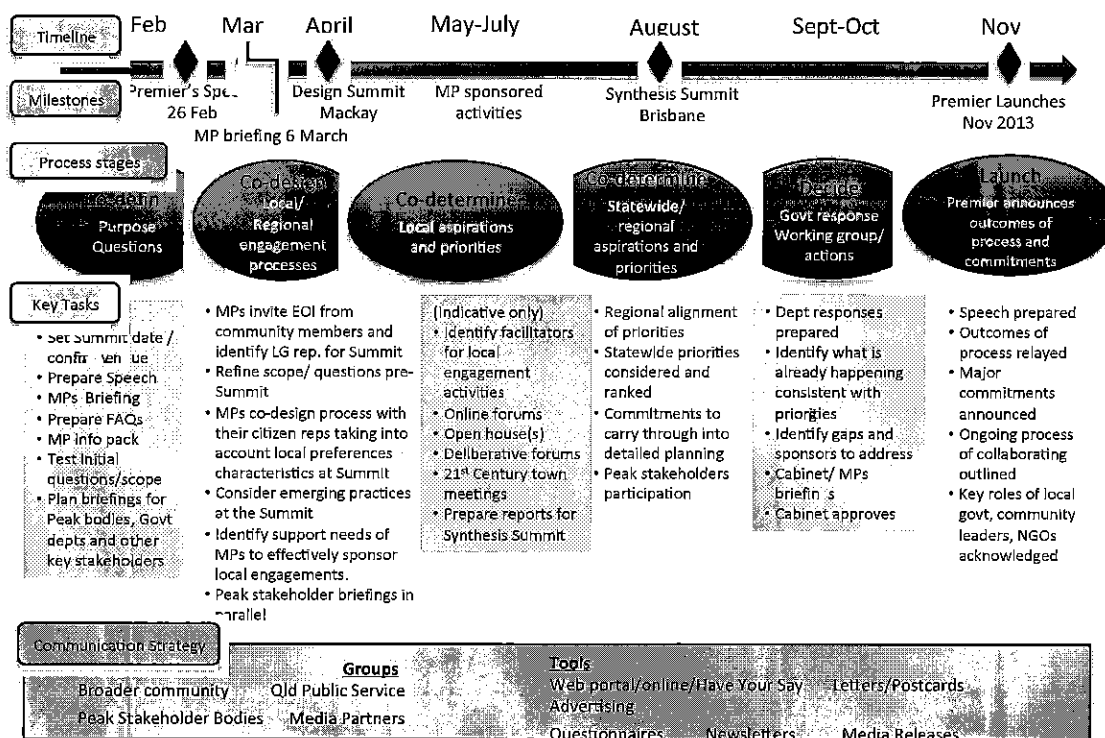 Timeline
Feb
Mar
April
May-July
August
Sept-Oct
Nov
Milestones
Premier's
26 Feb
MP briefing 6 March
Design Summit
Mackay
MP sponsored
activities
Synthesis Summit
Brisbane
Premier Launches
Nov 2013
Process stages
Purpose
Questions
Co-design
Local/
Regional
engagement
processes
Co-determine
Local aspirations
and priorities
Co-determine
Statewide/
regional
aspirations and
priorities
Decide
Govt response
Working group/
actions
Launch
Premier announces
outcomes of
process and
commitments
Key Tasks
• Set Summit date /
• Prepare Speech
• MPs Briefing
• Prepare FAQs
• MP info pack
• Test Initial
questions/scope
• Plan briefings for
Peak bodies, Govt
depts and other
key stakeholders
• MPs invite EOI from
community members and
identify LG rep. for Summit
• Refine scope/ questions pre-
Summit
• MPs co-design process with
their citizen reps taking into
account local preferences
characteristics at Summit
• Consider emerging practices
at the Summit
• Identify support needs of
MPs to effectively sponsor
local engagements.
• Peak stakeholder briefings in
parallel
(Indicative only)
• Identify facilitators
for local
engagement
activities
• Online forums
• Open house(s)
• Deliberative forums
• 21st Century town
meetings
• Prepare reports for
Synthesis Summit
• Regional alignment
of priorities
• Statewide priorities
considered and
ranked
• Commitments to
carry through into
detailed planning
• Peak stakeholders
participation
• Dept responses
prepared
• Identify what is
already happening
consistent with
priorities
• Identify gaps and
sponsors to address
• Cabinet/ MPs
• Cabinet approves
• Speech prepared
• Outcomes of
process relayed
• Major
commitments
announced
• Ongoing process
of collaborating
outlined
• Key roles of local
govt, community
leaders, NGOs
acknowledged
Communication Strategy
Groups
Broader community Qld Public Service
Peak Stakeholder Bodies Media Partners
Tools
Web portal/online/Have Your Say Letters/Postcards
Advertising
Questionnaires Newsletters Media Releases